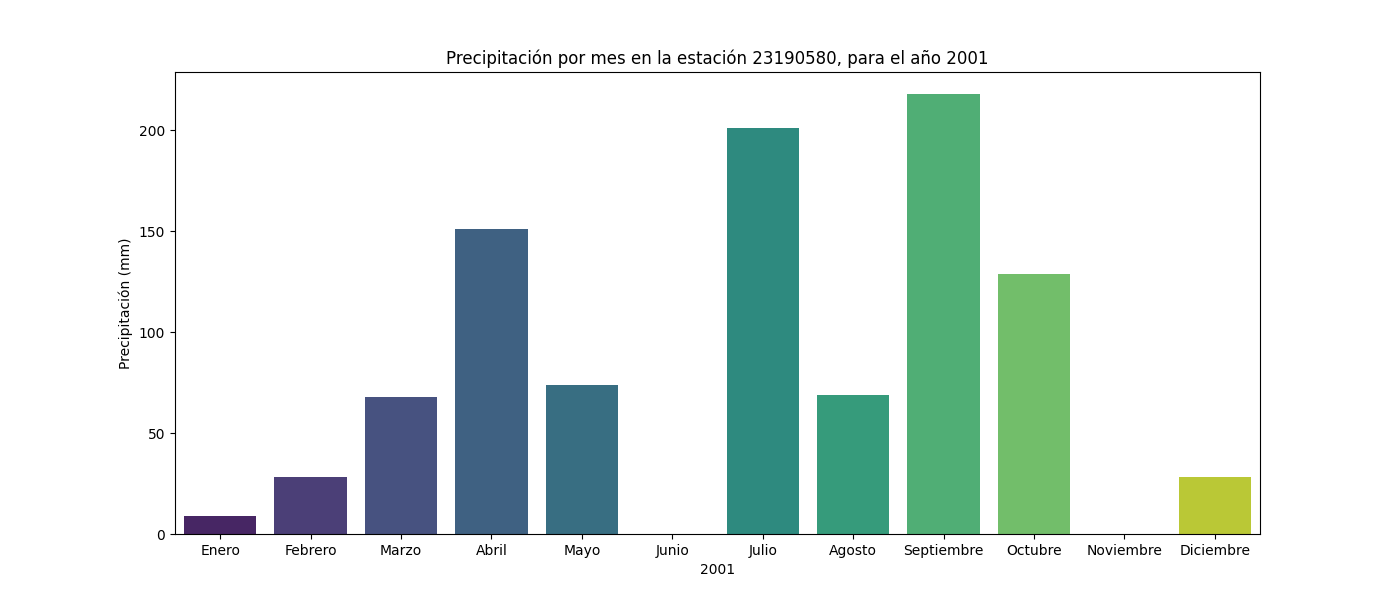 Precipitación por mes en la estación 23190580, para el año 2001
Precipitación (mm)
200
150
100
50
0
Enero Febrero Marzo Abril Mayo Junio Julio Agosto Septiembre Octubre Noviembre Diciembre
2001